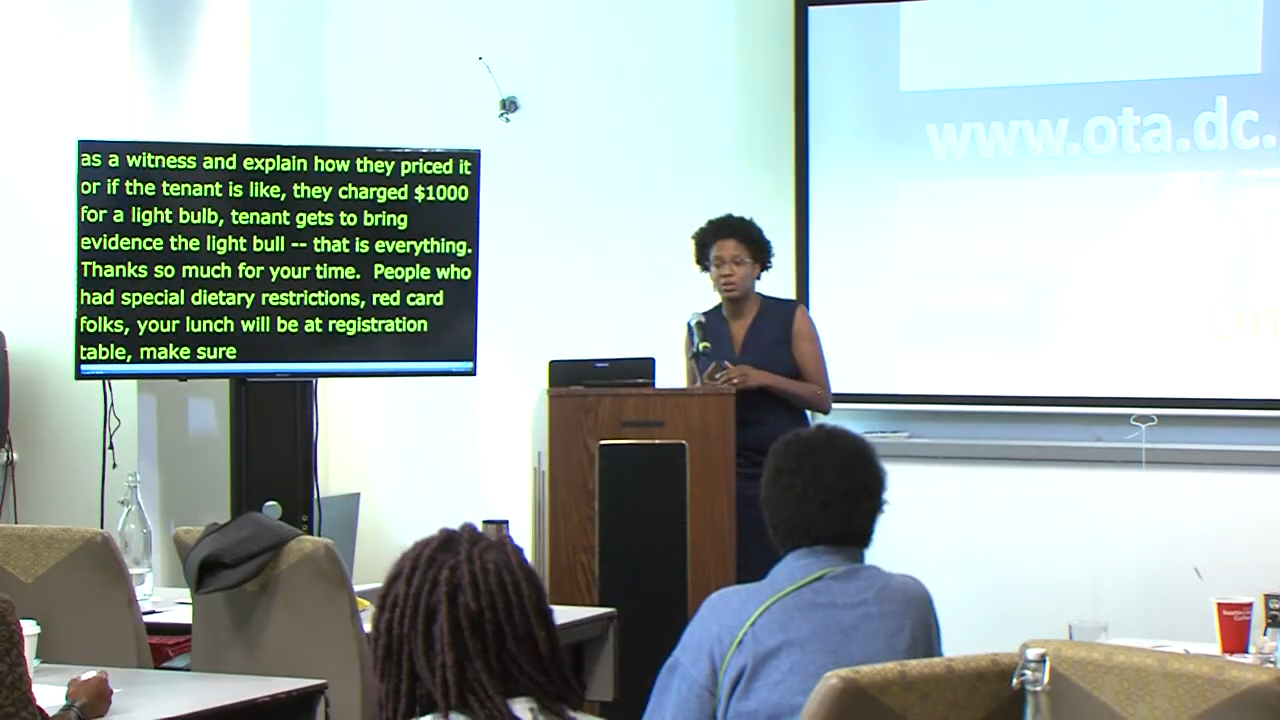 as a witness and explain how they priced it
or if the tenant is like, they charged $1000
for a light bulb, tenant gets to bring
evidence the light bull -- that is everything.
Thanks so much for your time.  People who
had special dietary restrictions, red card
folks, your lunch will be at registration
table, make sure
www.ota.dc.